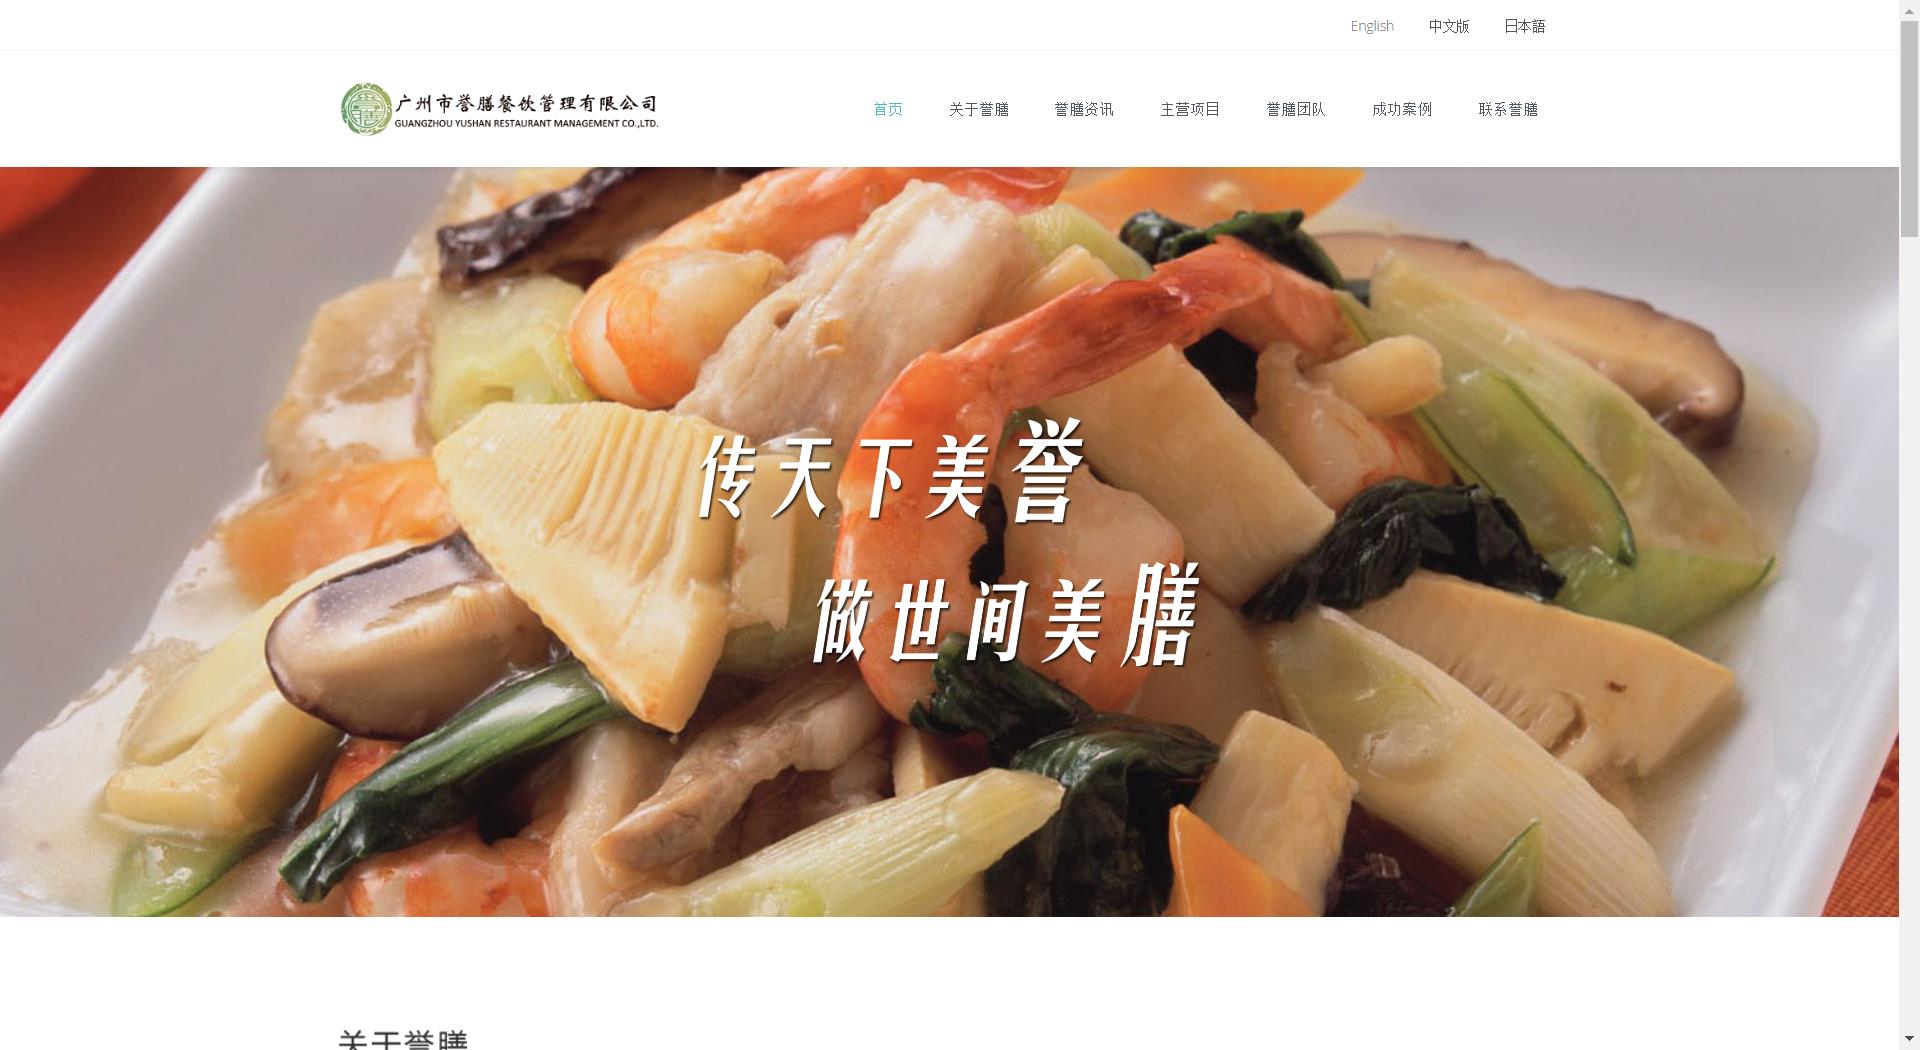 English 中文版 日本語
广州市誉膳餐饮管理有限公司
GUANGZHOU YUSHAN RESTAURANT MANAGEMENT CO.,LTD.
首页 关于誉膳 誉膳资讯 主营项目 誉膳团队 成功案例 联系誉膳
传天下美誉
做世间美膳
关于誉膳